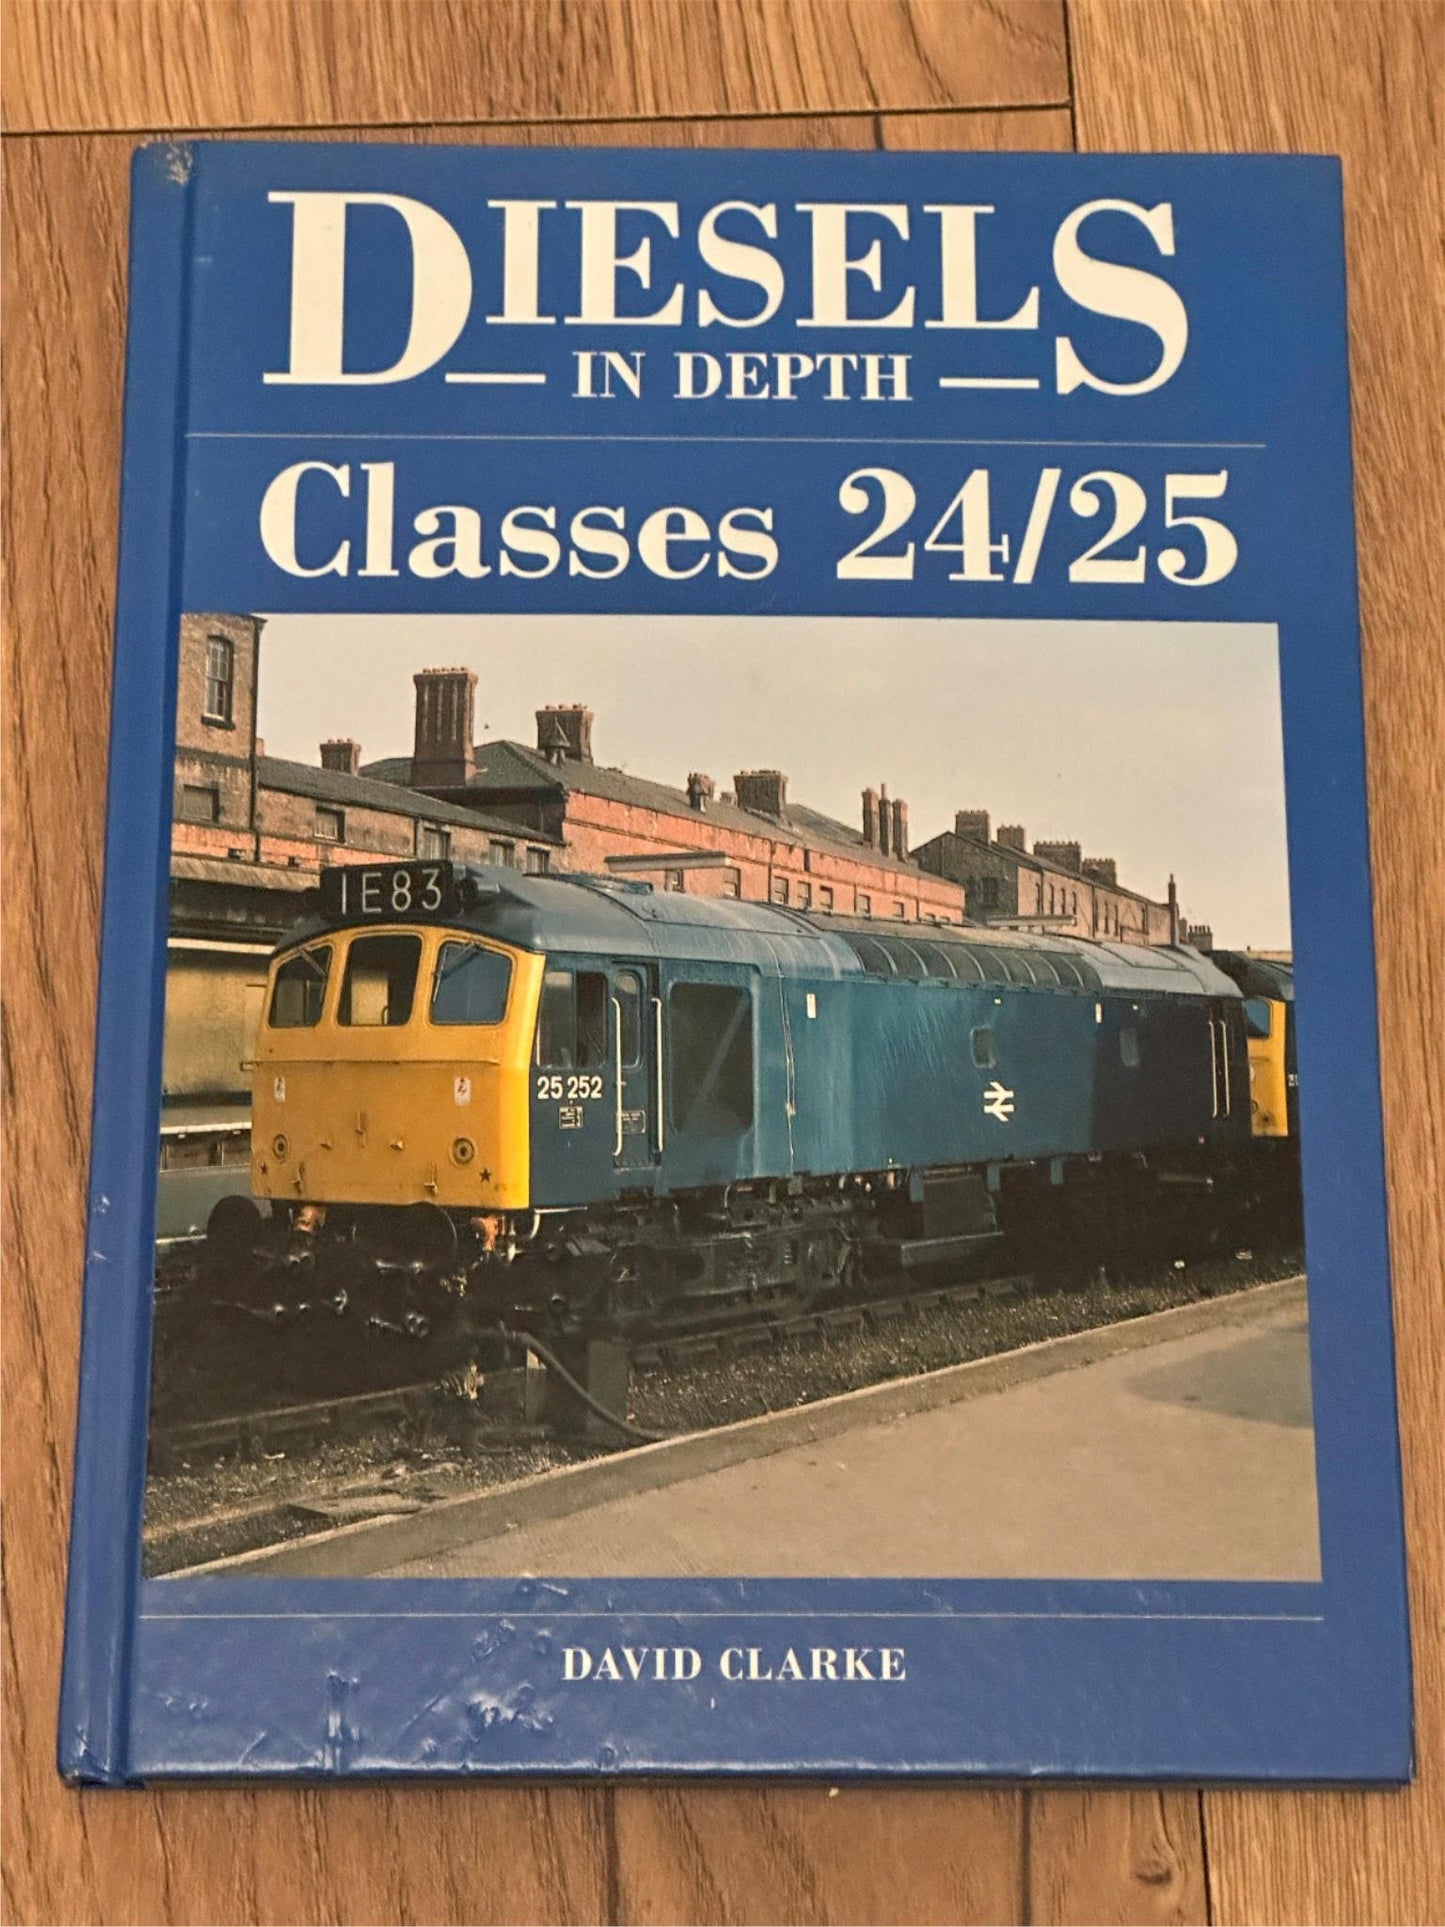 DIESELS
IN DEPTH
Classes 24/25
1E83
25 252
DAVID CLARKE